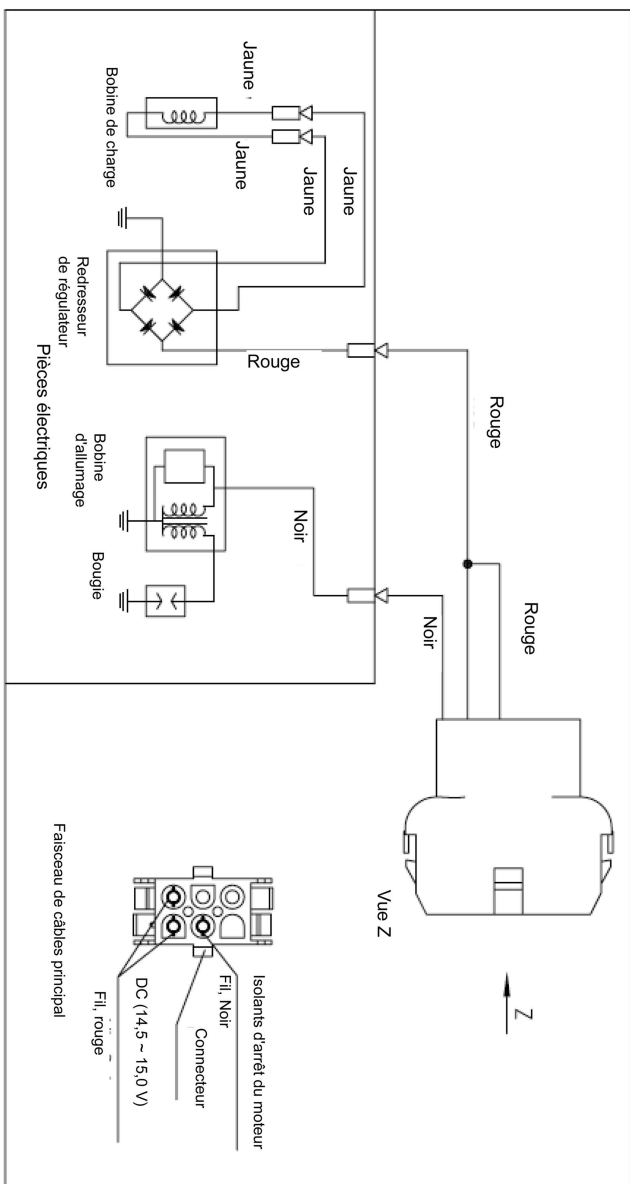 Jaune
Jaune
Jaune
Jaune
Bobine de charge
Redresseur
de régulateur
Rouge
Pièces électriques
Bobine
d'allumage
Bougie
Noir
Rouge
Rouge
Noir
Vue Z
Z
Isolants d'arrêt du moteur
Fil, Noir
Connecteur
DC (14,5 ~ 15,0 V)
Fil, rouge
Faisceau de câbles principal